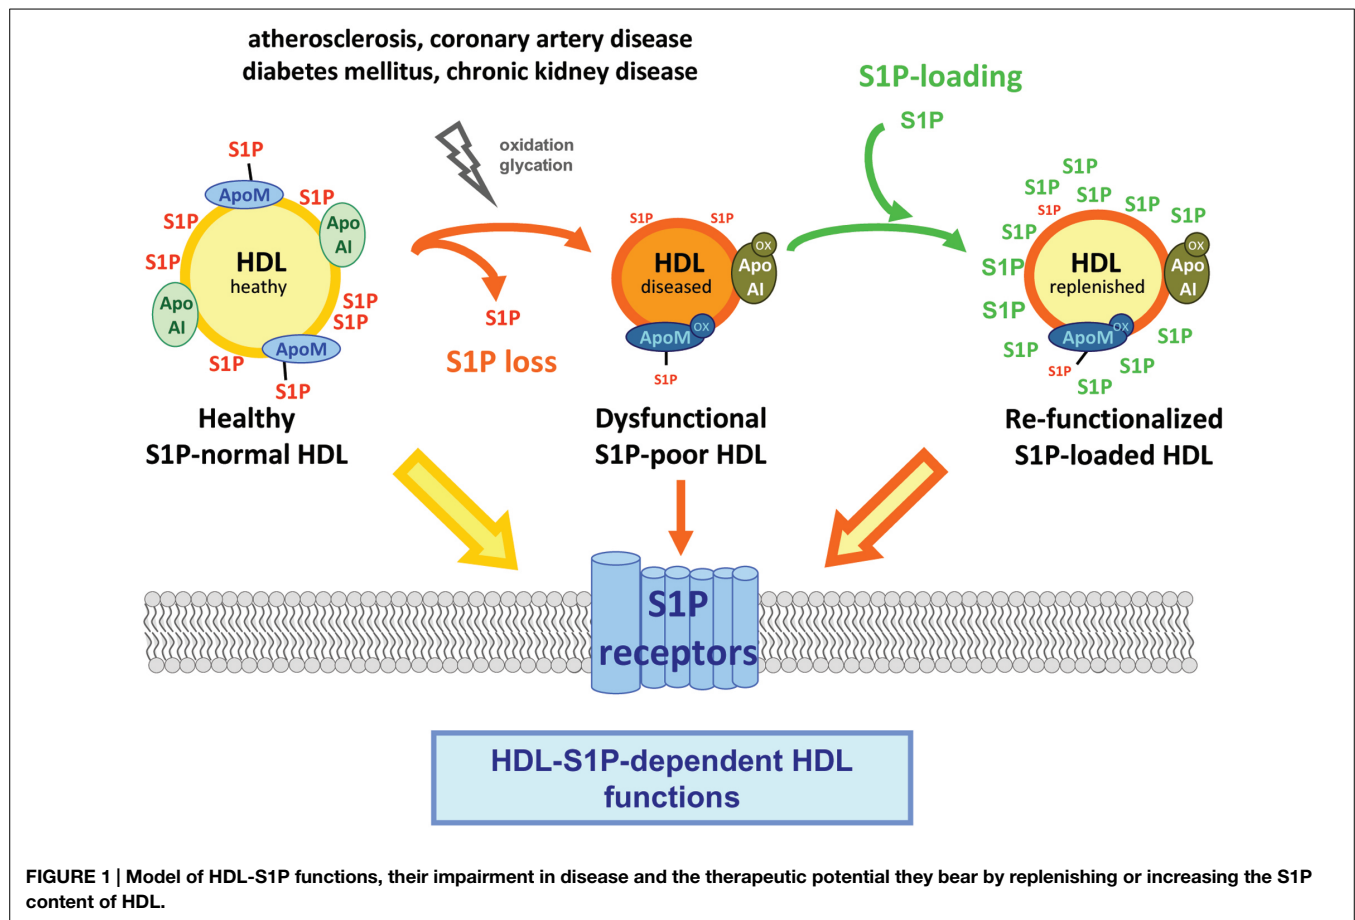 atherosclerosis, coronary artery disease
diabetes mellitus, chronic kidney disease
oxidation
glycation
S1P-loading
S1P
S1P
ApoM
S1P
S1P
Apo
AI
S1P
HDL
heathy
Apo
AI
S1P
S1P
S1P
ApoM
S1P
S1P
S1P loss
S1P
S1P
HDL
diseased
OX
Apo
AI
ApoM
OX
S1P
S1P
S1P
S1P
S1P
S1P
S1P
S1P
S1P
HDL
replenished
OX
Apo
AI
S1P
ApoM
OX
S1P
S1P
S1P
S1P
S1P
Healthy
S1P-normal HDL
Dysfunctional
S1P-poor HDL
Re-functionalized
S1P-loaded HDL
S1P
receptors
HDL-S1P-dependent HDL
functions
FIGURE 1 | Model of HDL-S1P functions, their impairment in disease and the therapeutic potential they bear by replenishing or increasing the S1P
content of HDL.